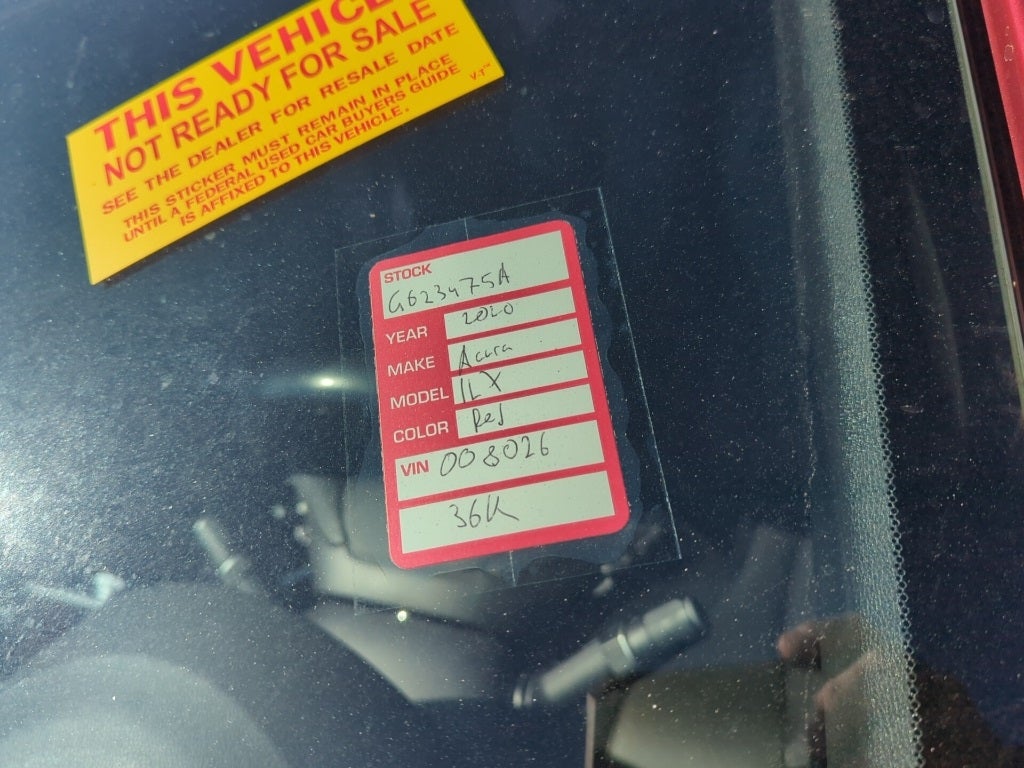 THIS VEHICLE
NOT READY FOR SALE
SEE THE DEALER FOR RESALE DATE
THIS STICKER MUST REMAIN IN PLACE
UNTIL A FEDERAL USED CAR BUYERS GUIDE
IS AFFIXED TO THIS VEHICLE.
V-T™
STOCK
G623475A
YEAR 2020
MAKE Acura
MODEL ILX
COLOR Red
VIN 008026
36K